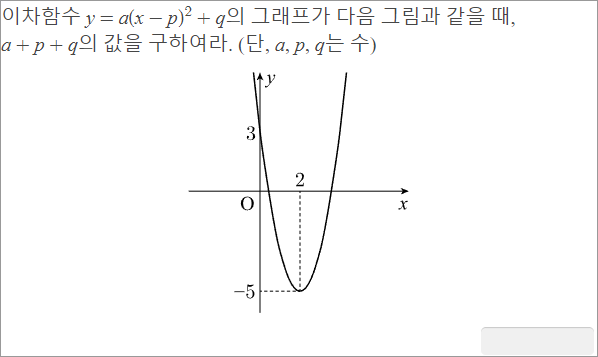 이차함수 y = a(x − p)² + q의 그래프가 다음 그림과 같을 때,
a + p + q의 값을 구하여라. (단, a, p, q는 수)
y
3
2
O
x
−5